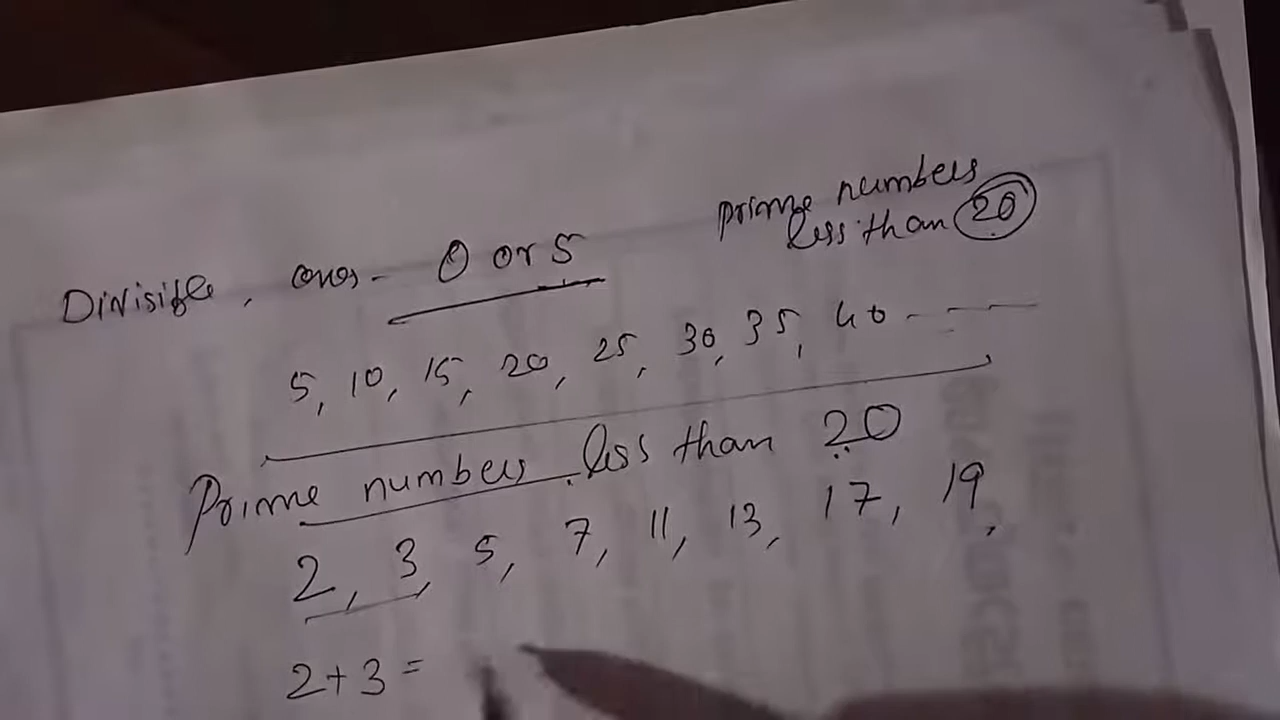 prime numbers
less than 20
Divisible, ones - 0 or 5
5, 10, 15, 20, 25, 30, 35, 40 - - -
Prime numbers less than 20
2, 3, 5, 7, 11, 13, 17, 19,
2+3 =